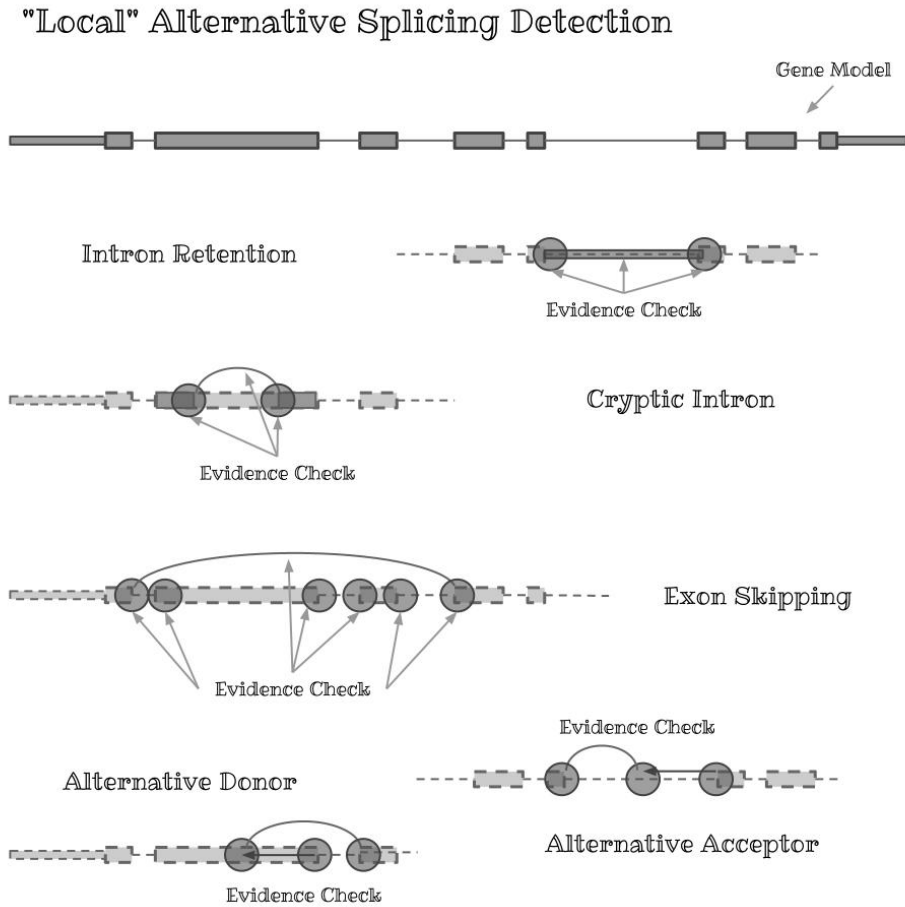 "Local" Alternative Splicing Detection
Gene Model
Intron Retention
Evidence Check
Cryptic Intron
Evidence Check
Exon Skipping
Evidence Check
Evidence Check
Alternative Donor
Alternative Acceptor
Evidence Check